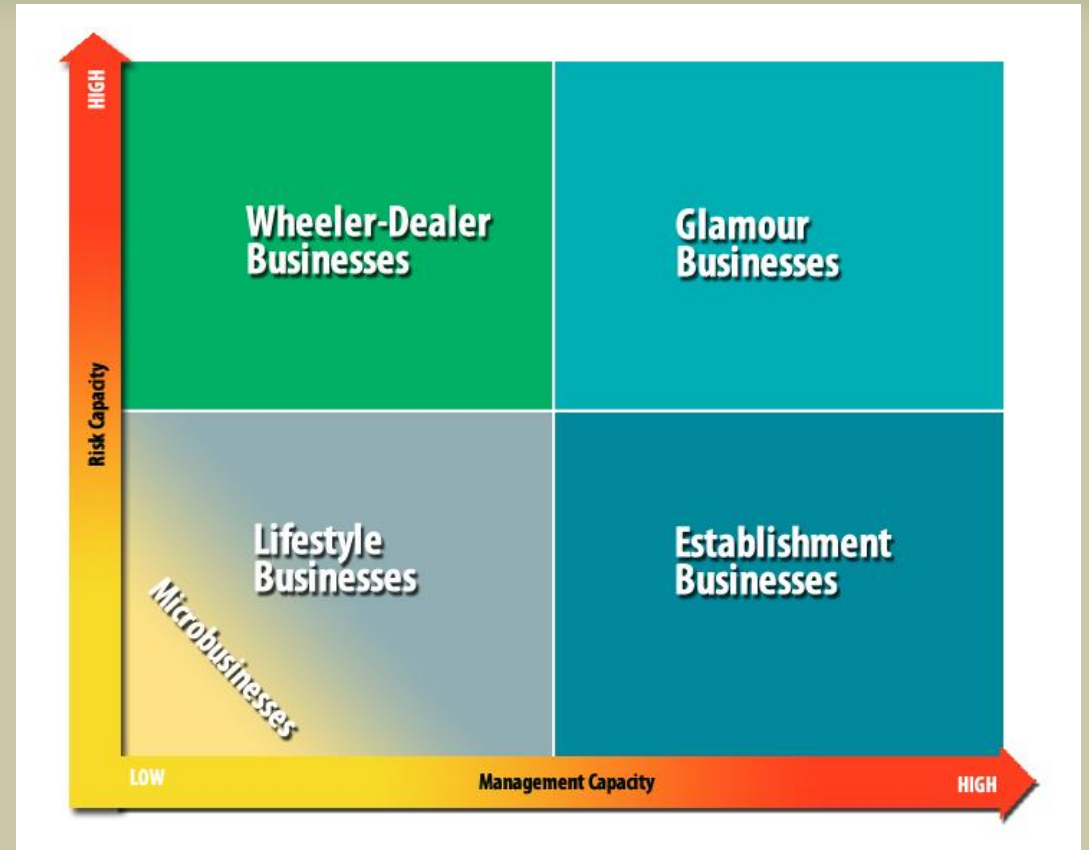 HIGH
Wheeler-Dealer
Businesses
Glamour
Businesses
Risk Capacity
Lifestyle
Businesses
Establishment
Businesses
Microbusinesses
LOW
Management Capacity
HIGH